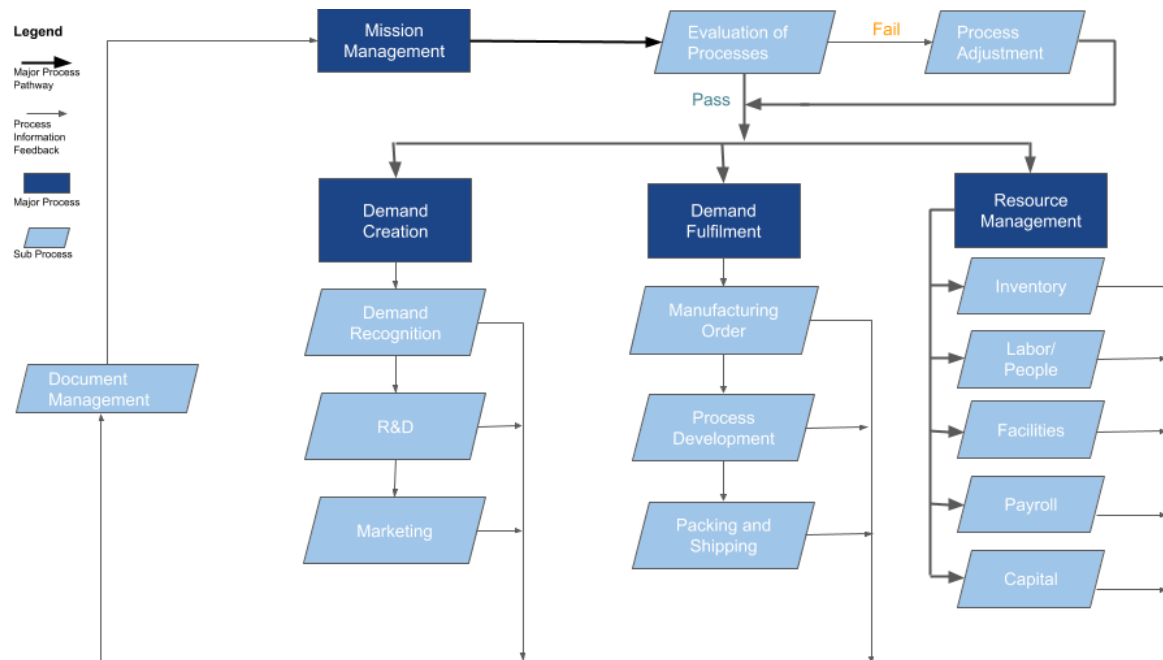 Legend
Major Process
Pathway
Process
Information
Feedback
Major Process
Sub Process
Mission
Management
Evaluation of
Processes
Fail
Process
Adjustment
Pass
Demand
Creation
Demand
Fulfilment
Resource
Management
Demand
Recognition
R&D
Marketing
Manufacturing
Order
Process
Development
Packing and
Shipping
Inventory
Labor/
People
Facilities
Payroll
Capital
Document
Management